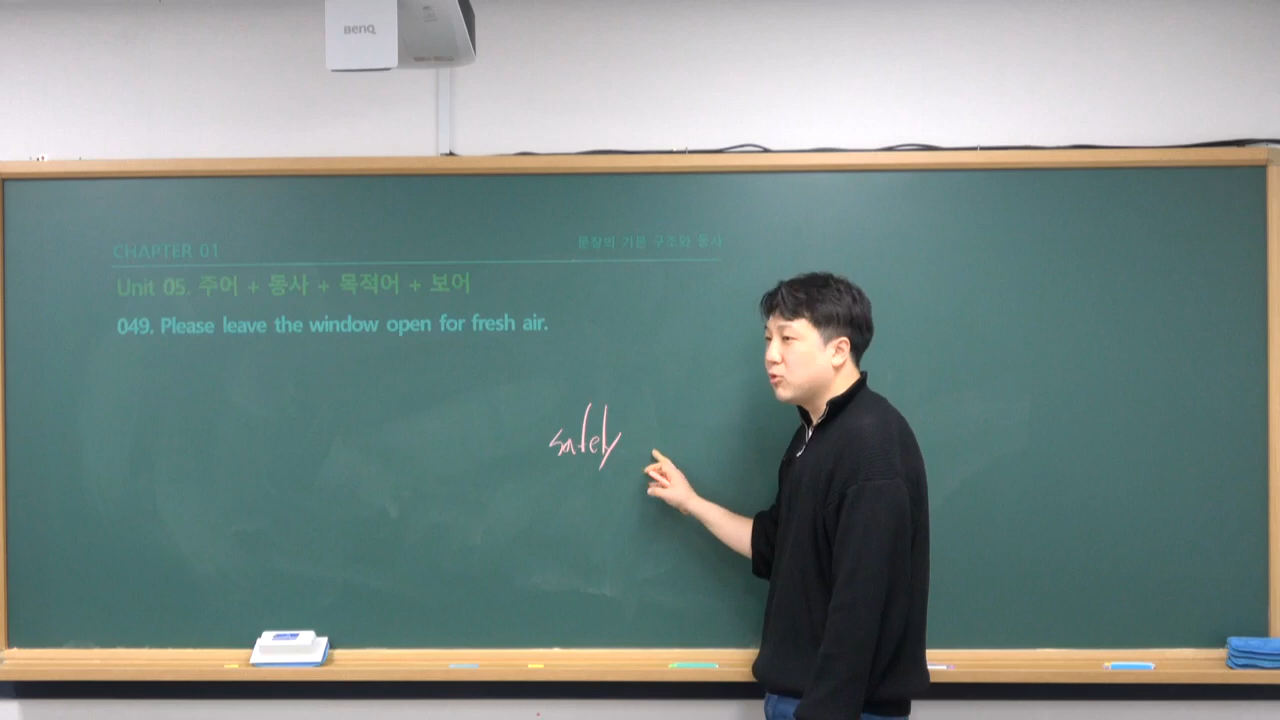 BenQ
CHAPTER 01
문장의 기본 구조와 동사
Unit 05. 주어 + 동사 + 목적어 + 보어
049. Please leave the window open for fresh air.
safely